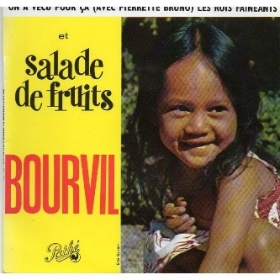 ON A VÉCU POUR ÇA (AVEC PIERRETTE BRUNO) LES ROIS FAINÉANTS
et
salade
de fruits
BOURVIL
Pathé